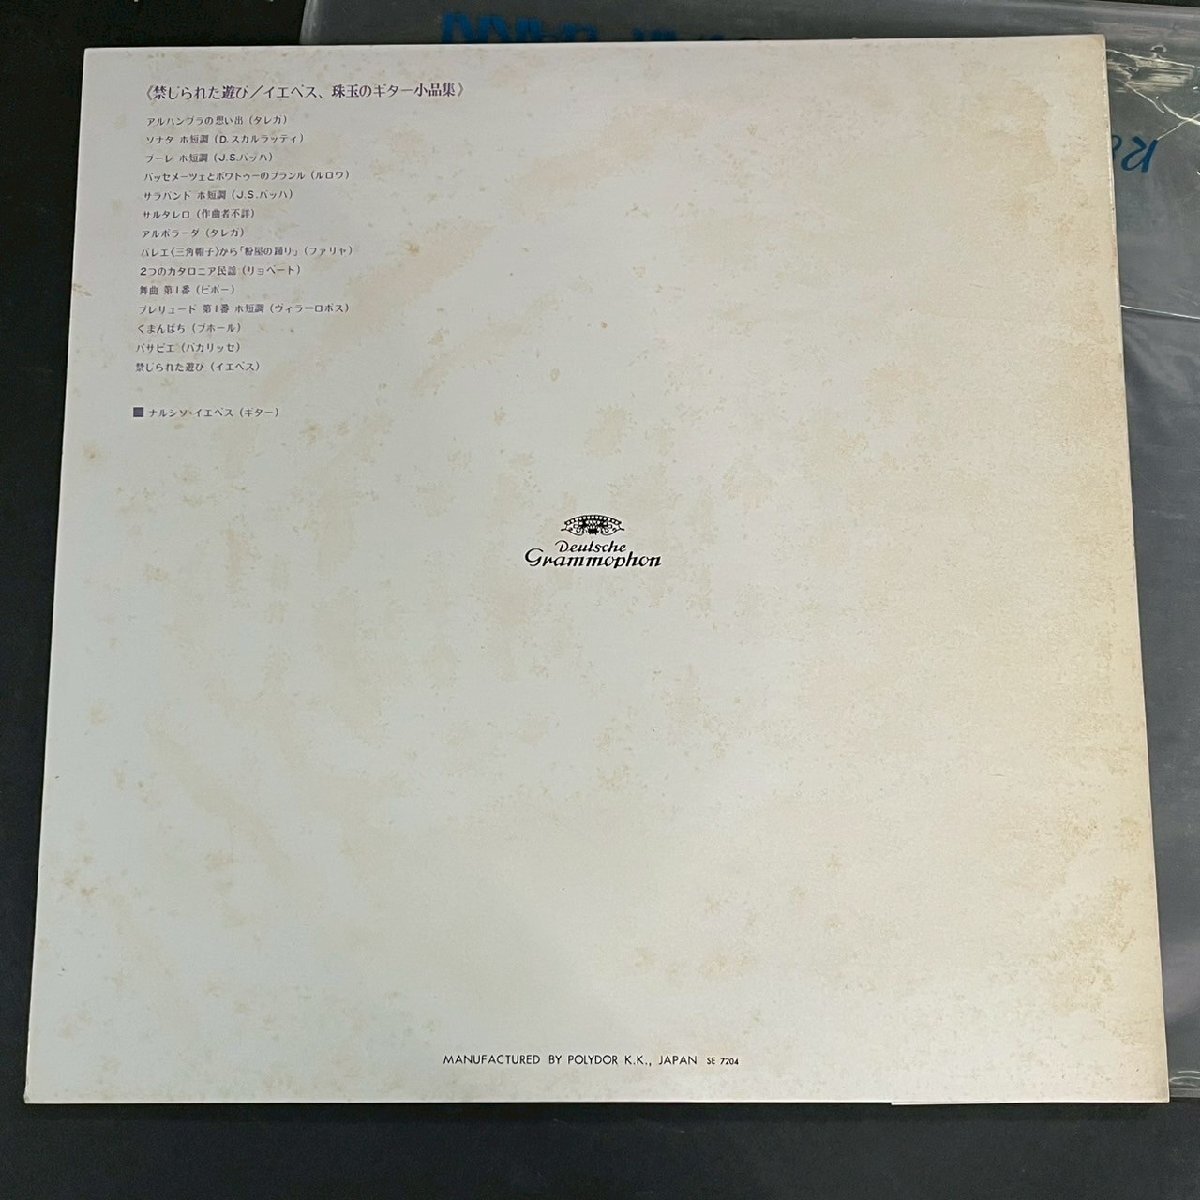 《禁じられた遊び／イエペス、珠玉のギター小品集》
アルハンブラの想い出（タレガ）
ソナタ ホ短調（D.スカルラッティ）
ブーレ ホ短調（J.S.バッハ）
パッセメーツェとポワトゥーのブランル（ルロワ）
サラバンド ホ短調（J.S.バッハ）
サルタレロ（作曲者不詳）
アルボラーダ（タレガ）
バレエ〈三角帽子〉から「粉屋の踊り」（ファリャ）
2つのカタロニア民謡（リョベート）
舞曲 第1番（ピポー）
プレリュード 第1番 ホ短調（ヴィラ=ロボス）
くまんばち（プホール）
パサピエ（バカリッセ）
禁じられた遊び（イエペス）
■ ナルシソ・イエペス（ギター）
Deutsche
Grammophon
MANUFACTURED BY POLYDOR K.K., JAPAN SE 7204